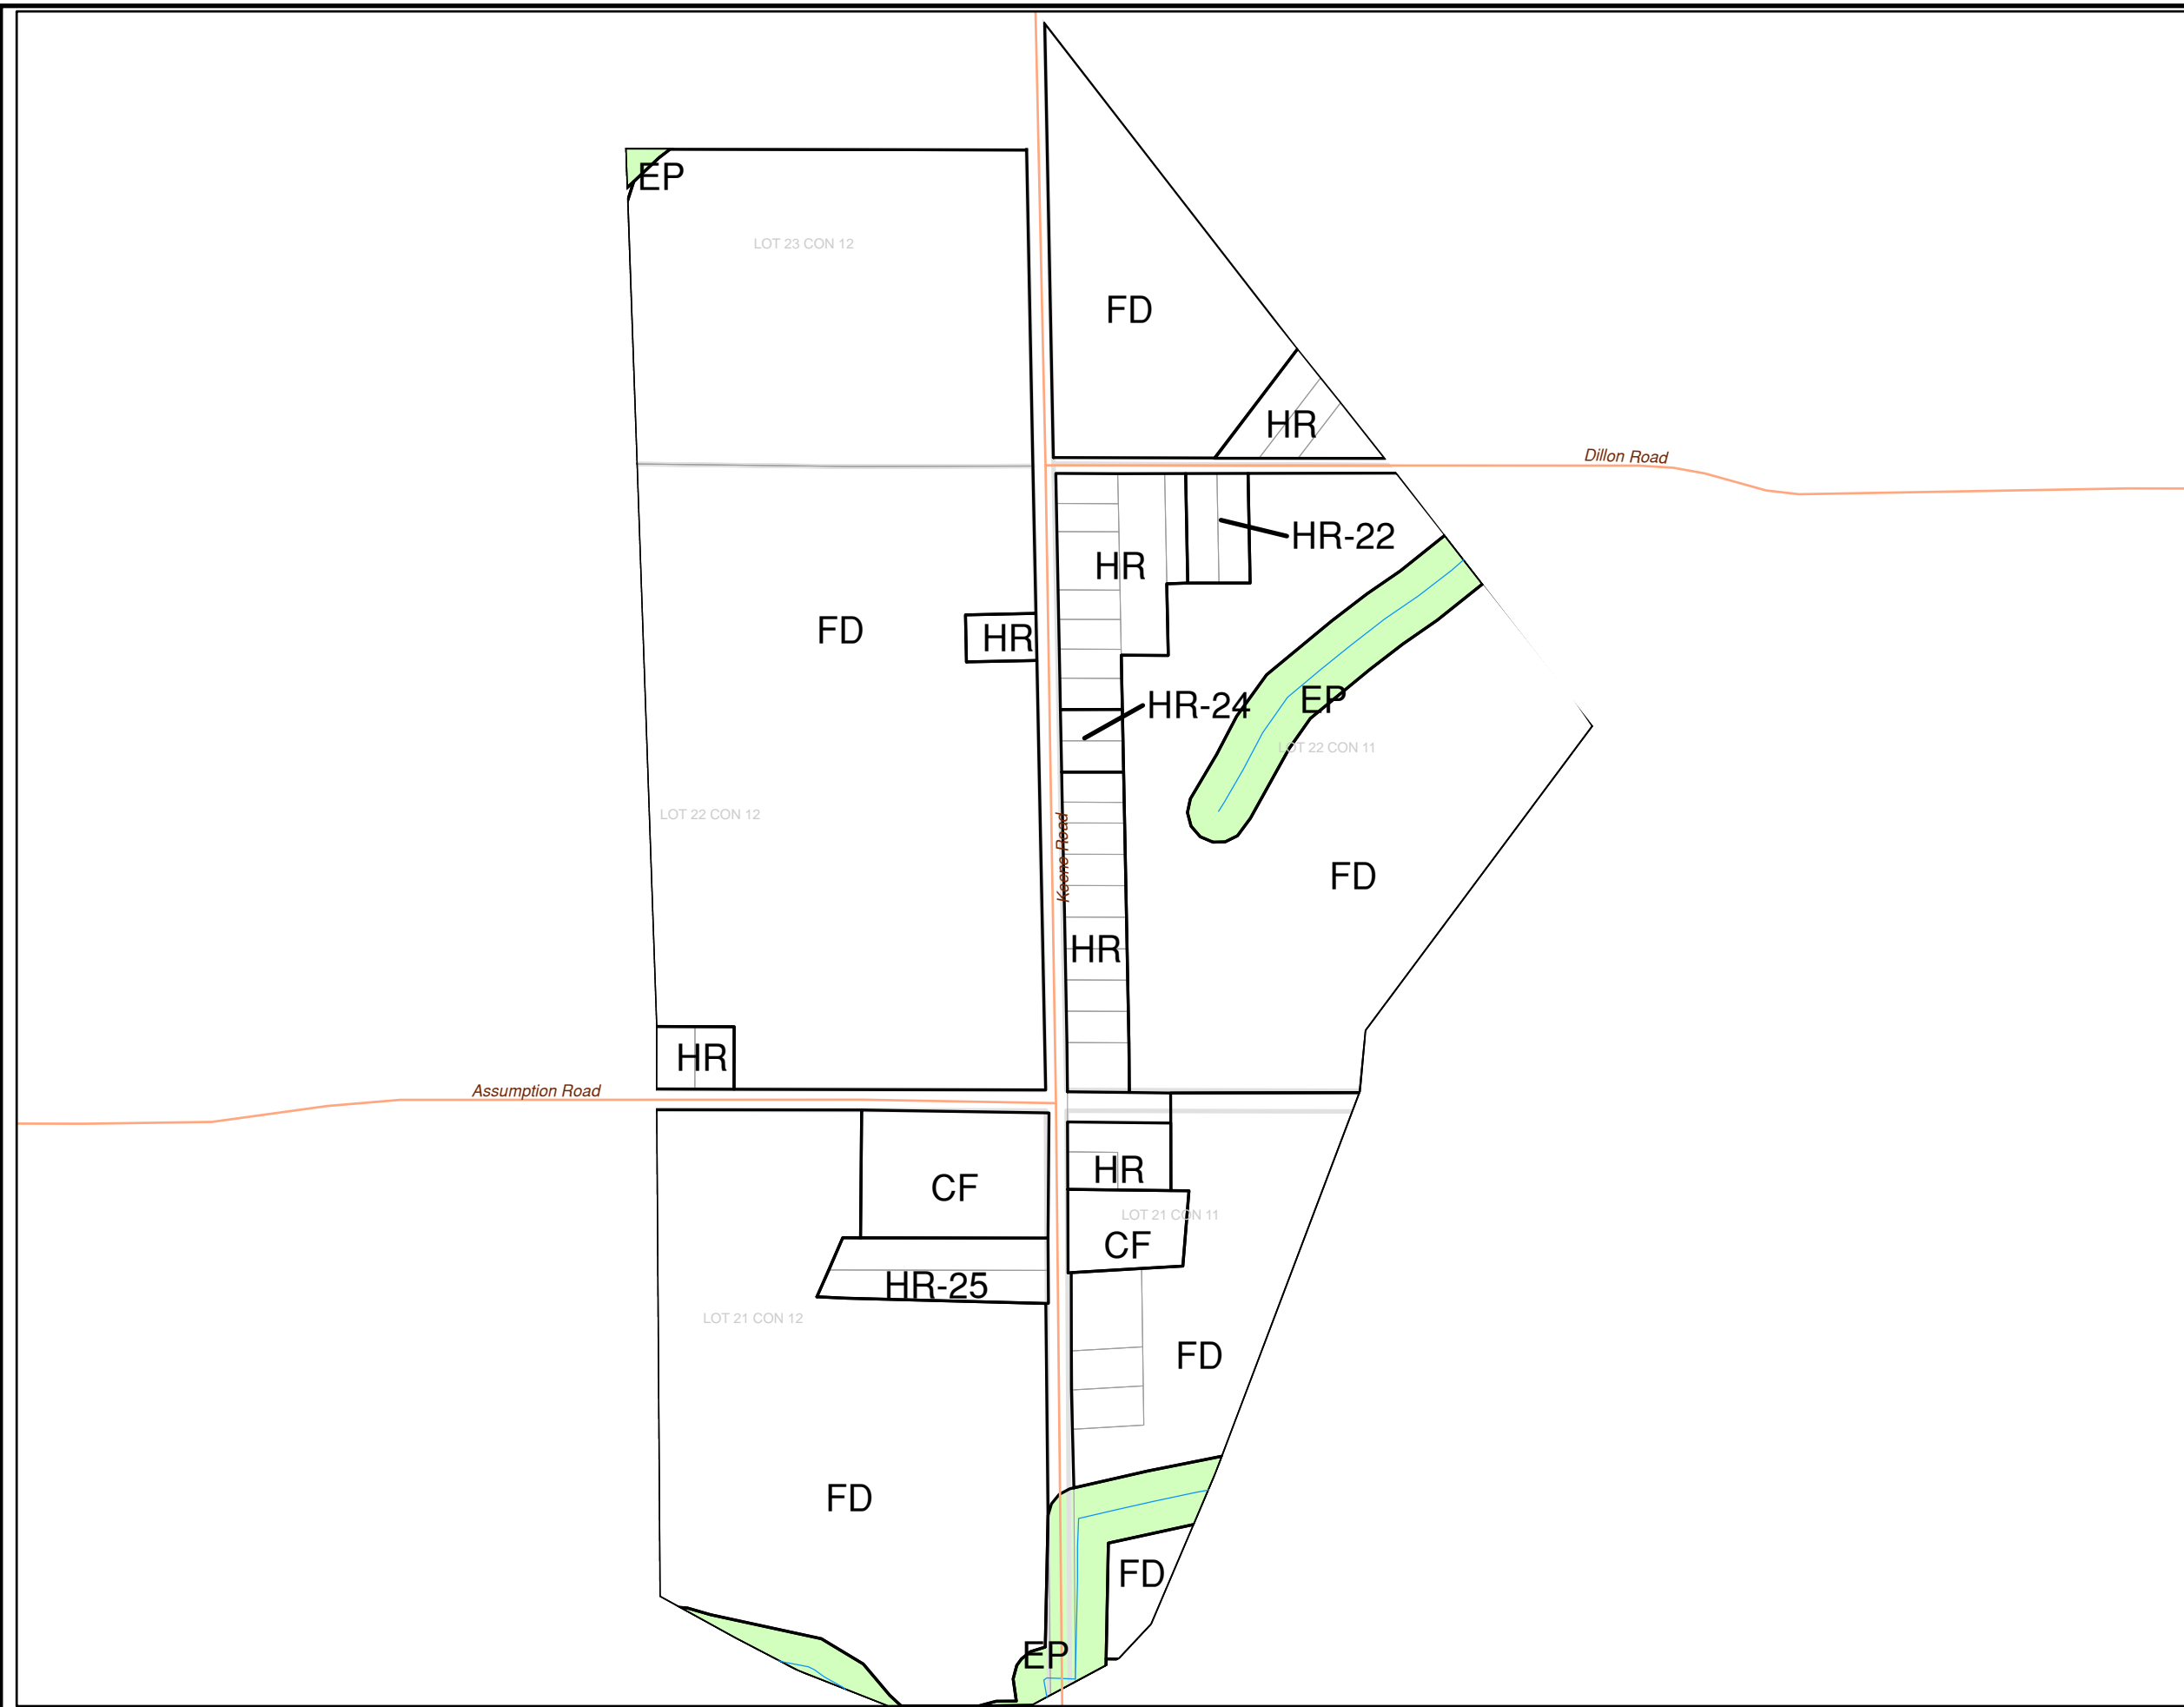 EP
LOT 23 CON 12
FD
HR
Dillon Road
HR-22
HR
FD
HR
HR-24
EP
LOT 22 CON 11
LOT 22 CON 12
Keene Road
FD
HR
HR
Assumption Road
HR
CF
LOT 21 CON 11
CF
HR-25
LOT 21 CON 12
FD
FD
FD
EP